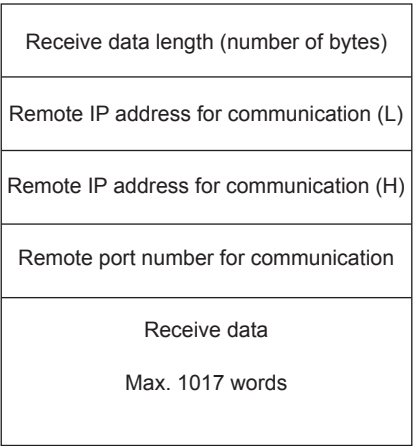 Receive data length (number of bytes)
Remote IP address for communication (L)
Remote IP address for communication (H)
Remote port number for communication
Receive data
Max. 1017 words